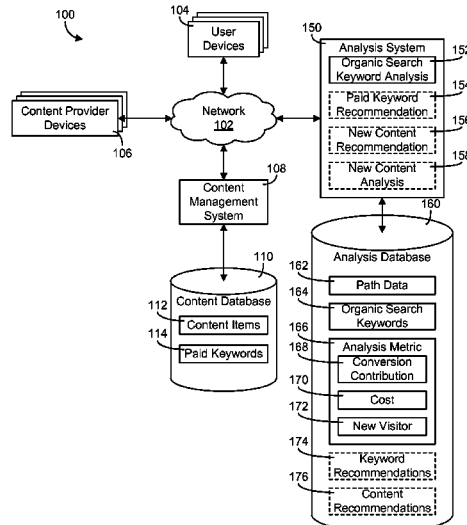 100
104
User
Devices
150
Analysis System
152
Organic Search
Keyword Analysis
154
Paid Keyword
Recommendation
156
New Content
Recommendation
158
New Content
Analysis
Content Provider
Devices
106
Network
102
108
Content
Management
System
160
Analysis Database
110
Content Database
112
Content Items
114
Paid Keywords
162
Path Data
164
Organic Search
Keywords
166
Analysis Metric
168
Conversion
Contribution
170
Cost
172
New Visitor
174
Keyword
Recommendations
176
Content
Recommendations